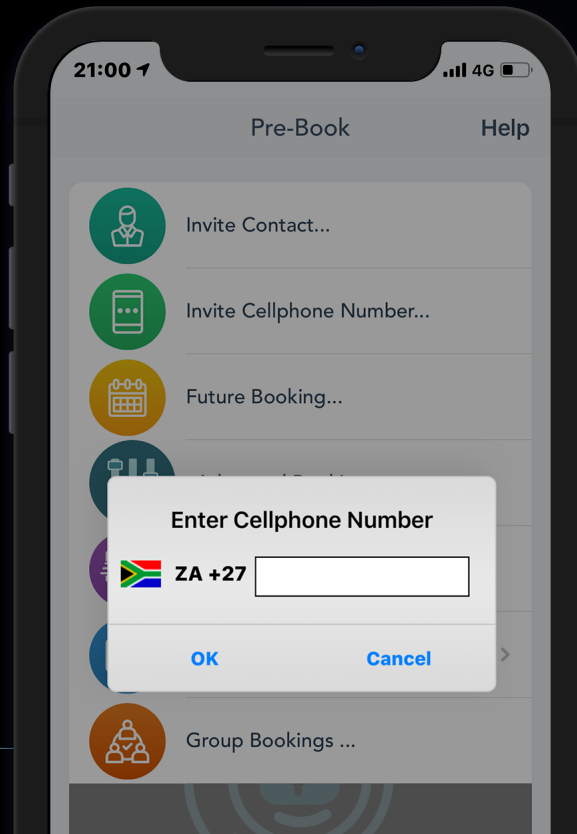 21:00
4G
Pre-Book
Help
Invite Contact...
Invite Cellphone Number...
Future Booking...
Enter Cellphone Number
ZA +27
OK
Cancel
Group Bookings ...